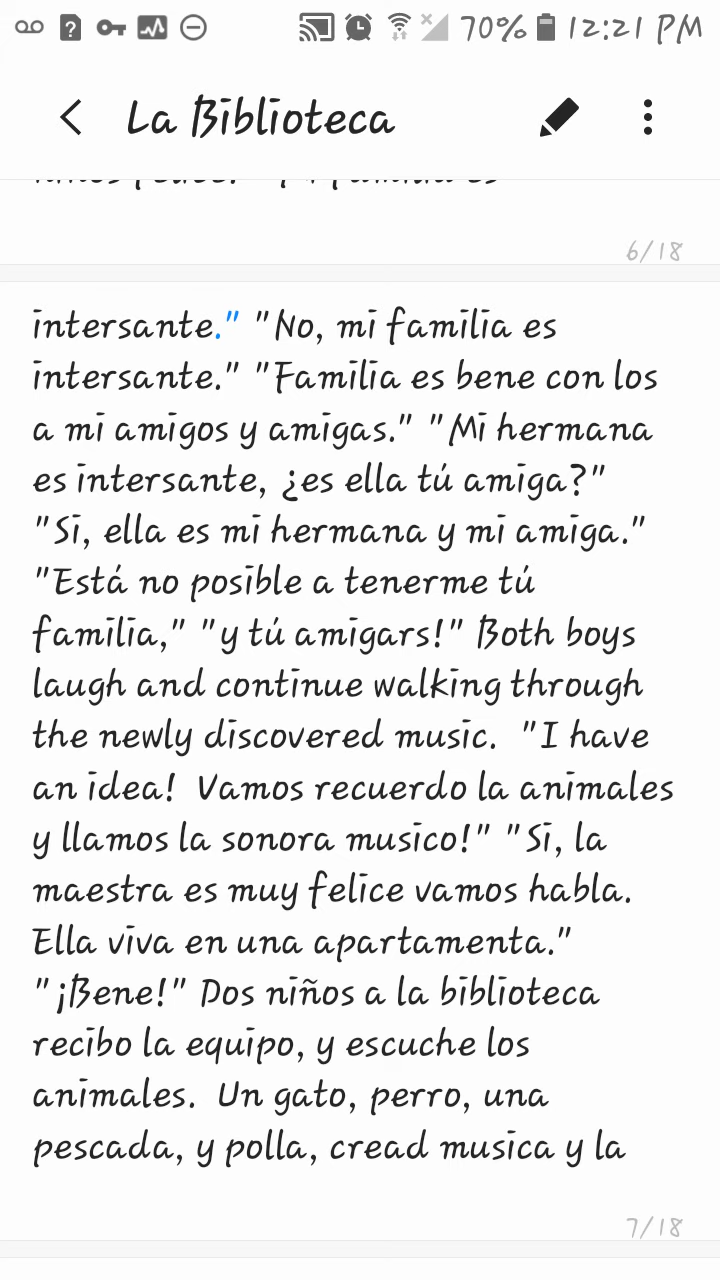 70% 12:21 PM
La Biblioteca
6/18
intersante." "No, mi familia es
intersante." "Familia es bene con los
a mi amigos y amigas." "Mi hermana
es intersante, ¿es ella tú amiga?"
"Si, ella es mi hermana y mi amiga."
"Está no posible a tenerme tú
familia," "y tú amigars!" Both boys
laugh and continue walking through
the newly discovered music. "I have
an idea! Vamos recuerdo la animales
y llamos la sonora musico!" "Si, la
maestra es muy felice vamos habla.
Ella viva en una apartamenta."
"¡Bene!" Dos niños a la biblioteca
recibo la equipo, y escuche los
animales. Un gato, perro, una
pescada, y polla, cread musica y la
7/18